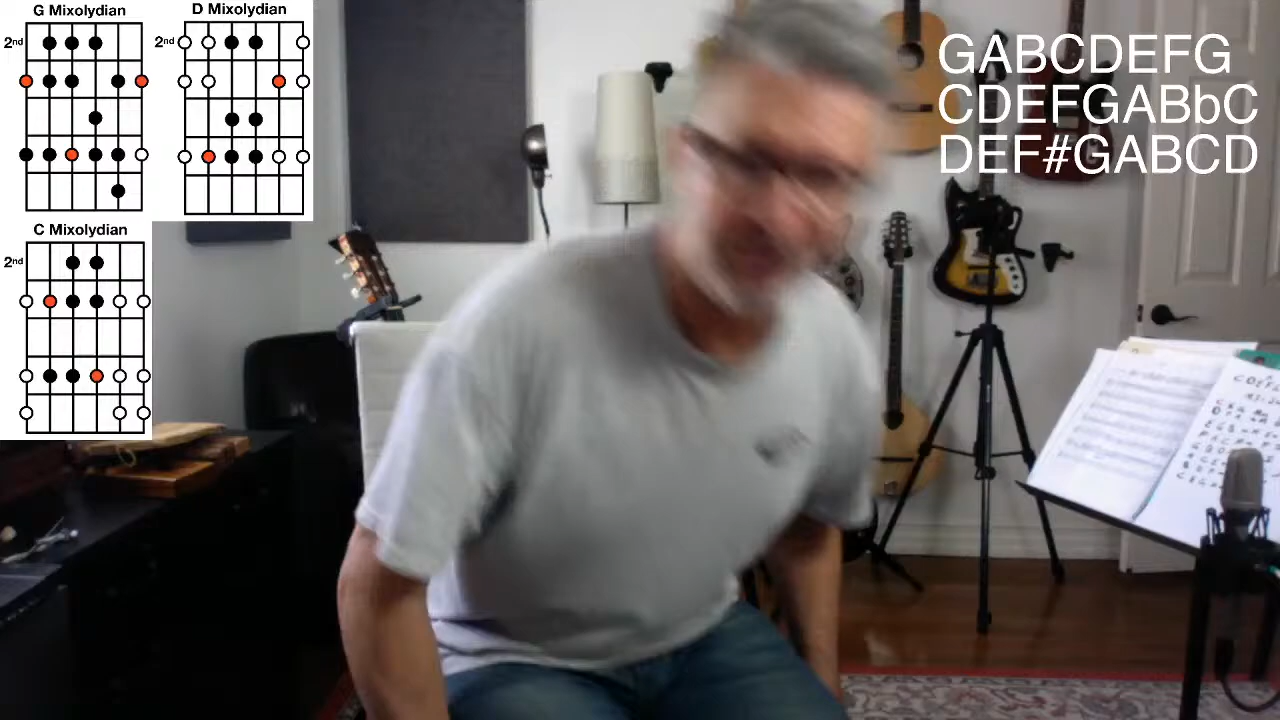 G Mixolydian
2nd
D Mixolydian
2nd
C Mixolydian
2nd
GABCDEFG
CDEFGABbC
DEF#GABCD